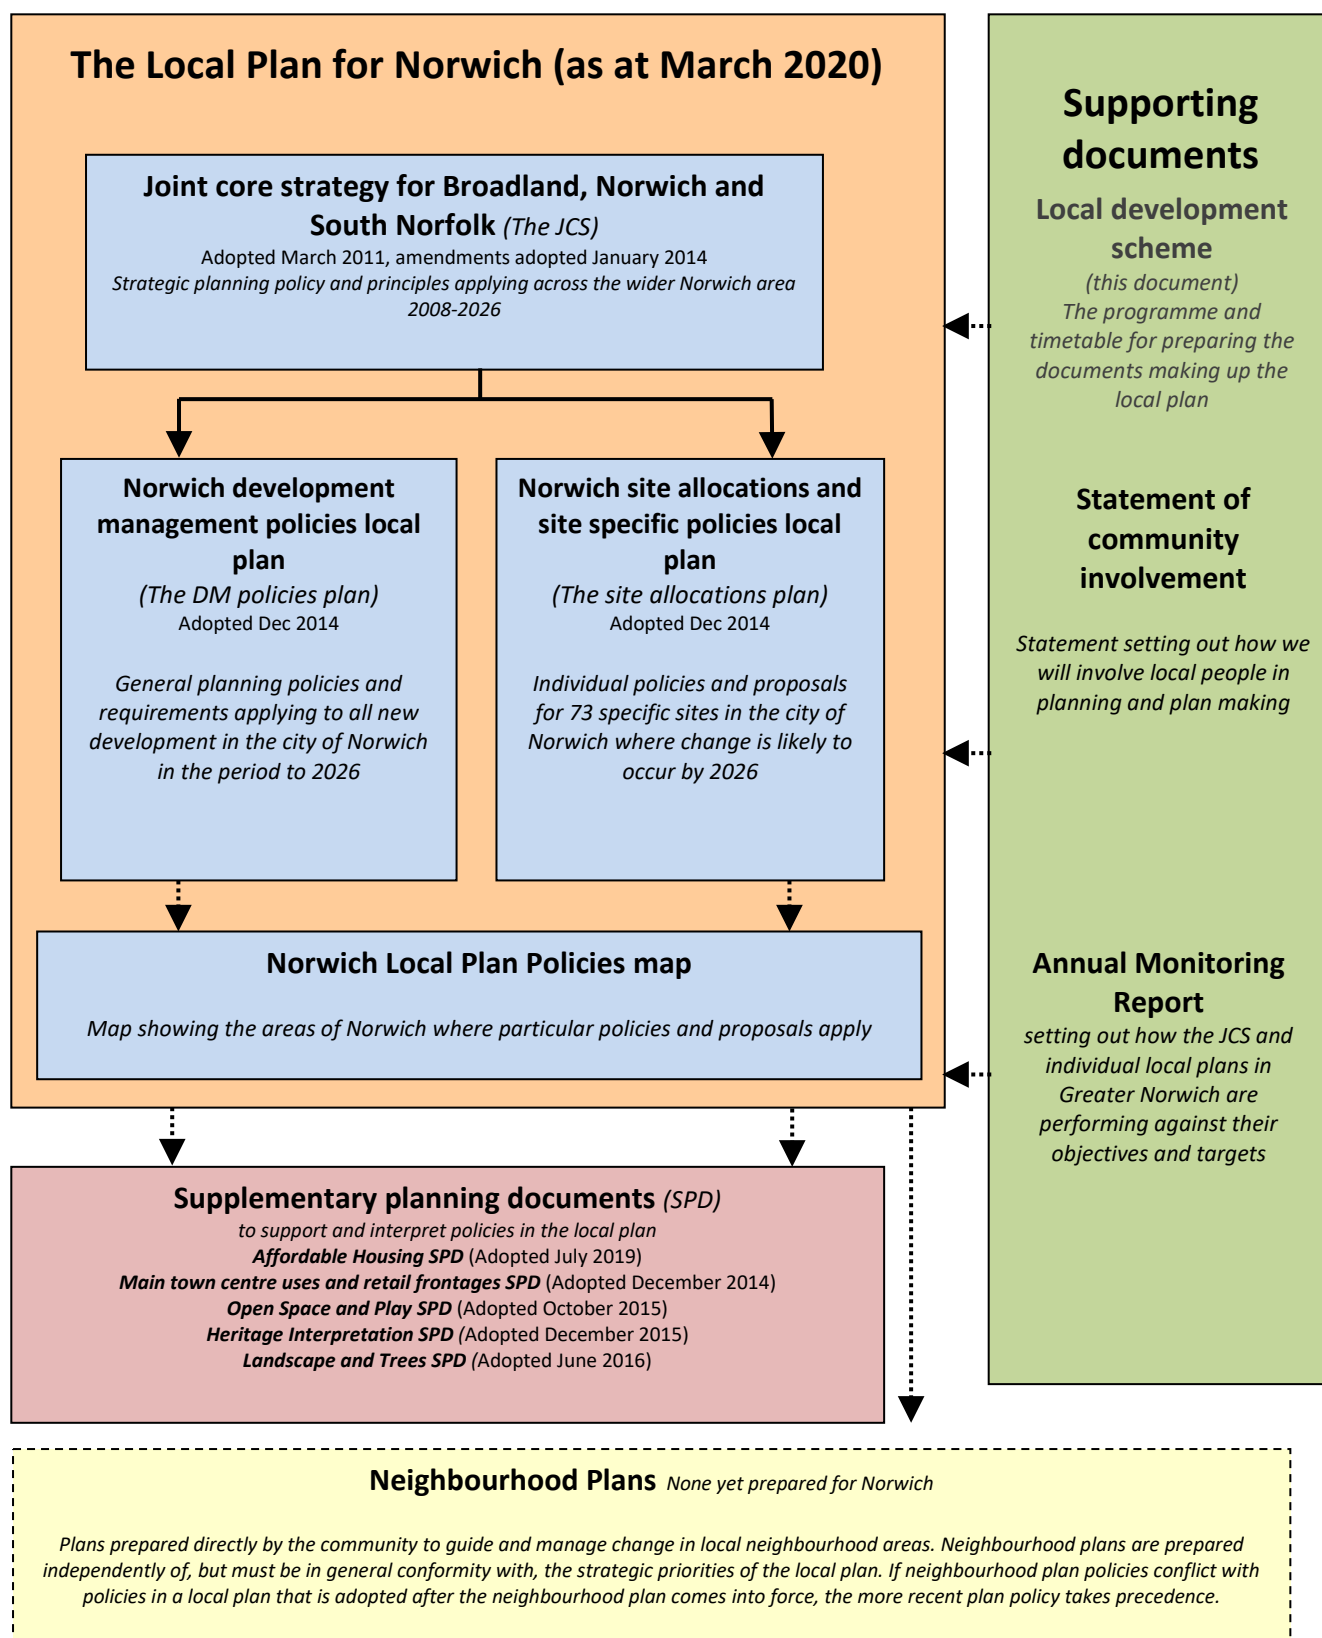 The Local Plan for Norwich (as at March 2020)
Joint core strategy for Broadland, Norwich and
South Norfolk (The JCS)
Adopted March 2011, amendments adopted January 2014
Strategic planning policy and principles applying across the wider Norwich area
2008-2026
Norwich development
management policies local
plan
(The DM policies plan)
Adopted Dec 2014
General planning policies and
requirements applying to all new
development in the city of Norwich
in the period to 2026
Norwich site allocations and
site specific policies local
plan
(The site allocations plan)
Adopted Dec 2014
Individual policies and proposals
for 73 specific sites in the city of
Norwich where change is likely to
occur by 2026
Norwich Local Plan Policies map
Map showing the areas of Norwich where particular policies and proposals apply
Supporting
documents
Local development
scheme
(this document)
The programme and
timetable for preparing the
documents making up the
local plan
Statement of
community
involvement
Statement setting out how we
will involve local people in
planning and plan making
Annual Monitoring
Report
setting out how the JCS and
individual local plans in
Greater Norwich are
performing against their
objectives and targets
Supplementary planning documents (SPD)
to support and interpret policies in the local plan
Affordable Housing SPD (Adopted July 2019)
Main town centre uses and retail frontages SPD (Adopted December 2014)
Open Space and Play SPD (Adopted October 2015)
Heritage Interpretation SPD (Adopted December 2015)
Landscape and Trees SPD (Adopted June 2016)
Neighbourhood Plans None yet prepared for Norwich
Plans prepared directly by the community to guide and manage change in local neighbourhood areas. Neighbourhood plans are prepared
independently of, but must be in general conformity with, the strategic priorities of the local plan. If neighbourhood plan policies conflict with
policies in a local plan that is adopted after the neighbourhood plan comes into force, the more recent plan policy takes precedence.